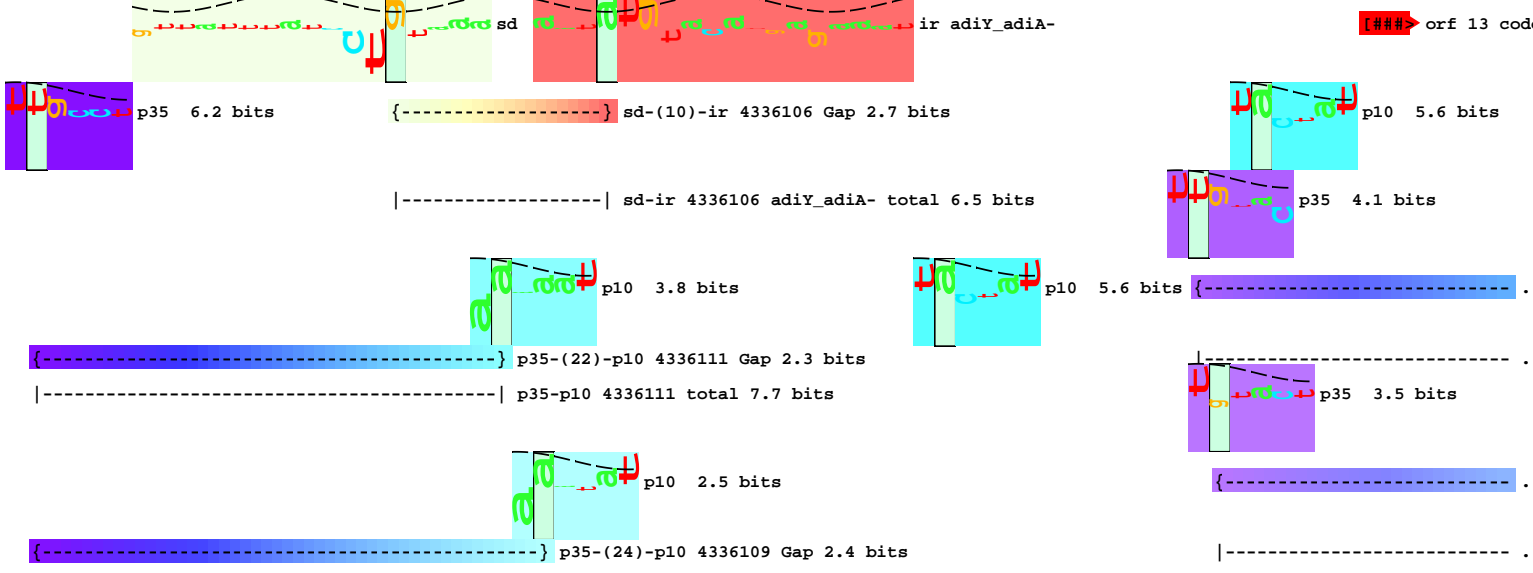 sd ir adiY_adiA- [###> orf 13 cod
p35 6.2 bits {--------------------} sd-(10)-ir 4336106 Gap 2.7 bits p10 5.6 bits
|-------------------| sd-ir 4336106 adiY_adiA- total 6.5 bits p35 4.1 bits
p10 3.8 bits p10 5.6 bits {--------------------------- .
{--------------------------------------------} p35-(22)-p10 4336111 Gap 2.3 bits |----------------------------- .
|--------------------------------------------| p35-p10 4336111 total 7.7 bits p35 3.5 bits
p10 2.5 bits {--------------------------- .
{------------------------------------------------} p35-(24)-p10 4336109 Gap 2.4 bits |--------------------------- .